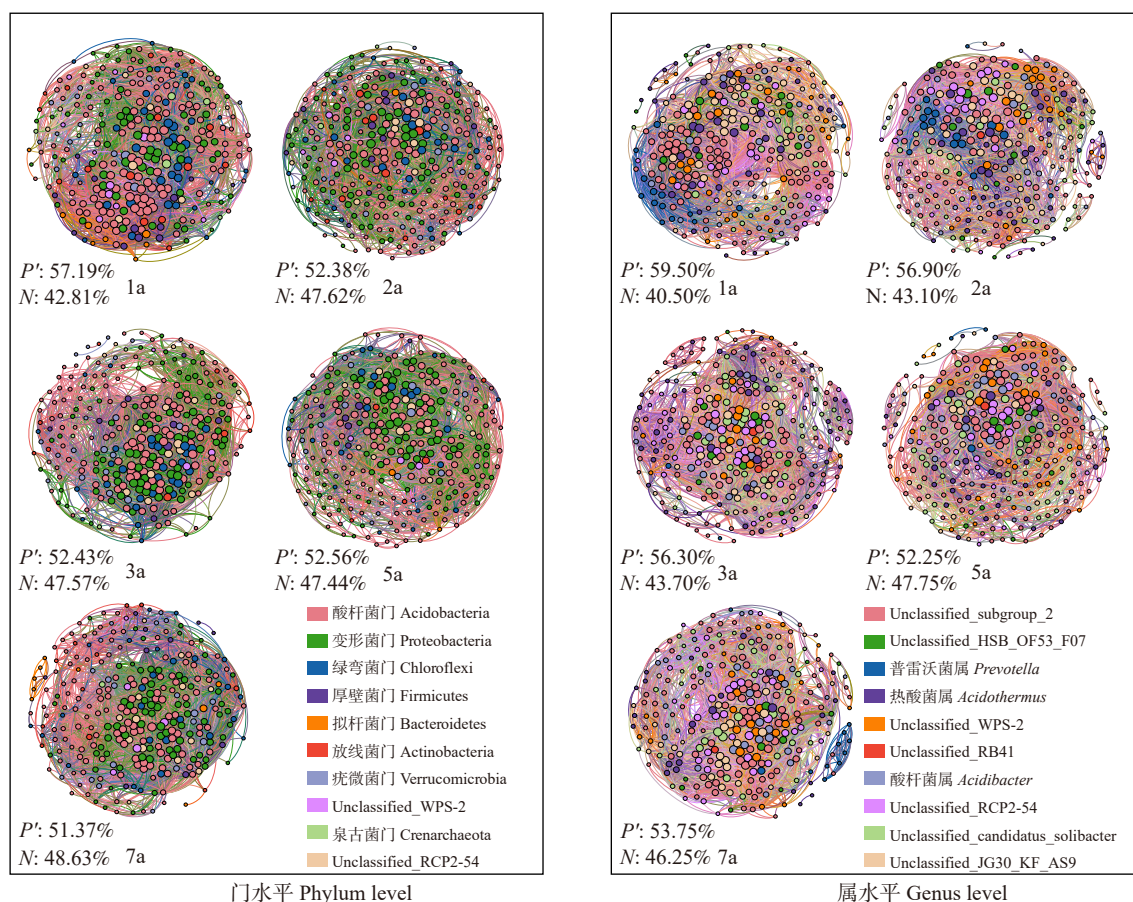 P′: 57.19%
N: 42.81%
1a
P′: 52.38%
N: 47.62%
2a
P′: 52.43%
N: 47.57%
3a
P′: 52.56%
N: 47.44%
5a
P′: 51.37%
N: 48.63%
7a
酸杆菌门 Acidobacteria
变形菌门 Proteobacteria
绿弯菌门 Chloroflexi
厚壁菌门 Firmicutes
拟杆菌门 Bacteroidetes
放线菌门 Actinobacteria
疣微菌门 Verrucomicrobia
Unclassified_WPS-2
泉古菌门 Crenarchaeota
Unclassified_RCP2-54
门水平 Phylum level
P′: 59.50%
N: 40.50%
1a
P′: 56.90%
N: 43.10%
2a
P′: 56.30%
N: 43.70%
3a
P′: 52.25%
N: 47.75%
5a
P′: 53.75%
N: 46.25%
7a
Unclassified_subgroup_2
Unclassified_HSB_OF53_F07
普雷沃菌属 Prevotella
热酸菌属 Acidothermus
Unclassified_WPS-2
Unclassified_RB41
酸杆菌属 Acidibacter
Unclassified_RCP2-54
Unclassified_candidatus_solibacter
Unclassified_JG30_KF_AS9
属水平 Genus level